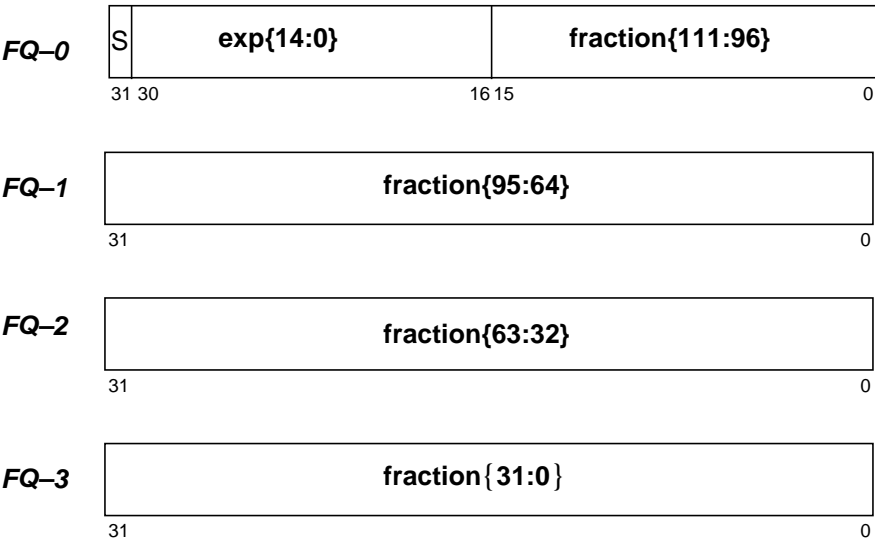 FQ–0 S exp{14:0} fraction{111:96}
31 30 16 15 0
FQ–1 fraction{95:64}
31 0
FQ–2 fraction{63:32}
31 0
FQ–3 fraction{31:0}
31 0